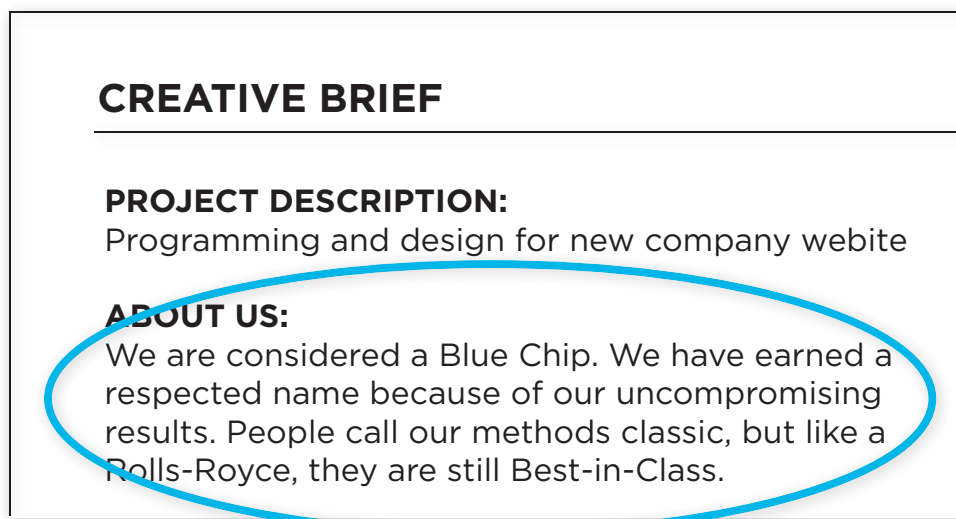 CREATIVE BRIEF
PROJECT DESCRIPTION:
Programming and design for new company webite
ABOUT US:
We are considered a Blue Chip. We have earned a
respected name because of our uncompromising
results. People call our methods classic, but like a
Rolls-Royce, they are still Best-in-Class.